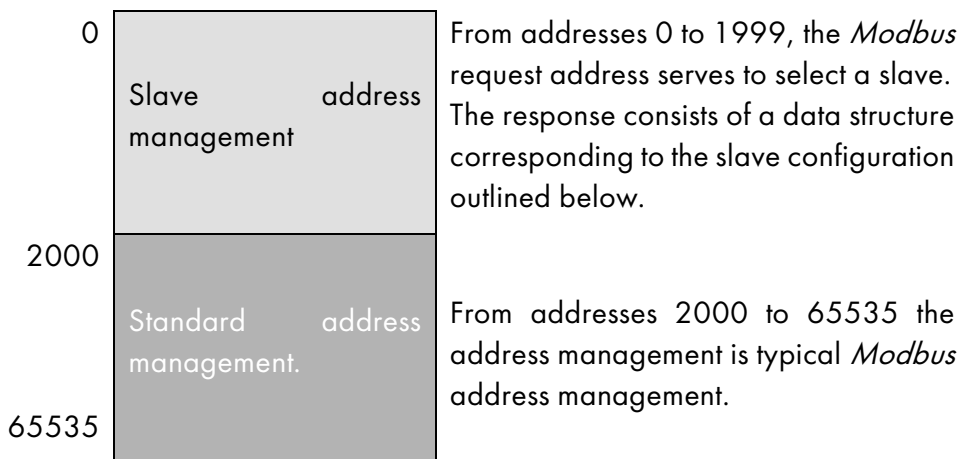 0
Slave address
management
From addresses 0 to 1999, the Modbus
request address serves to select a slave.
The response consists of a data structure
corresponding to the slave configuration
outlined below.
2000
Standard address
management.
From addresses 2000 to 65535 the
address management is typical Modbus
address management.
65535